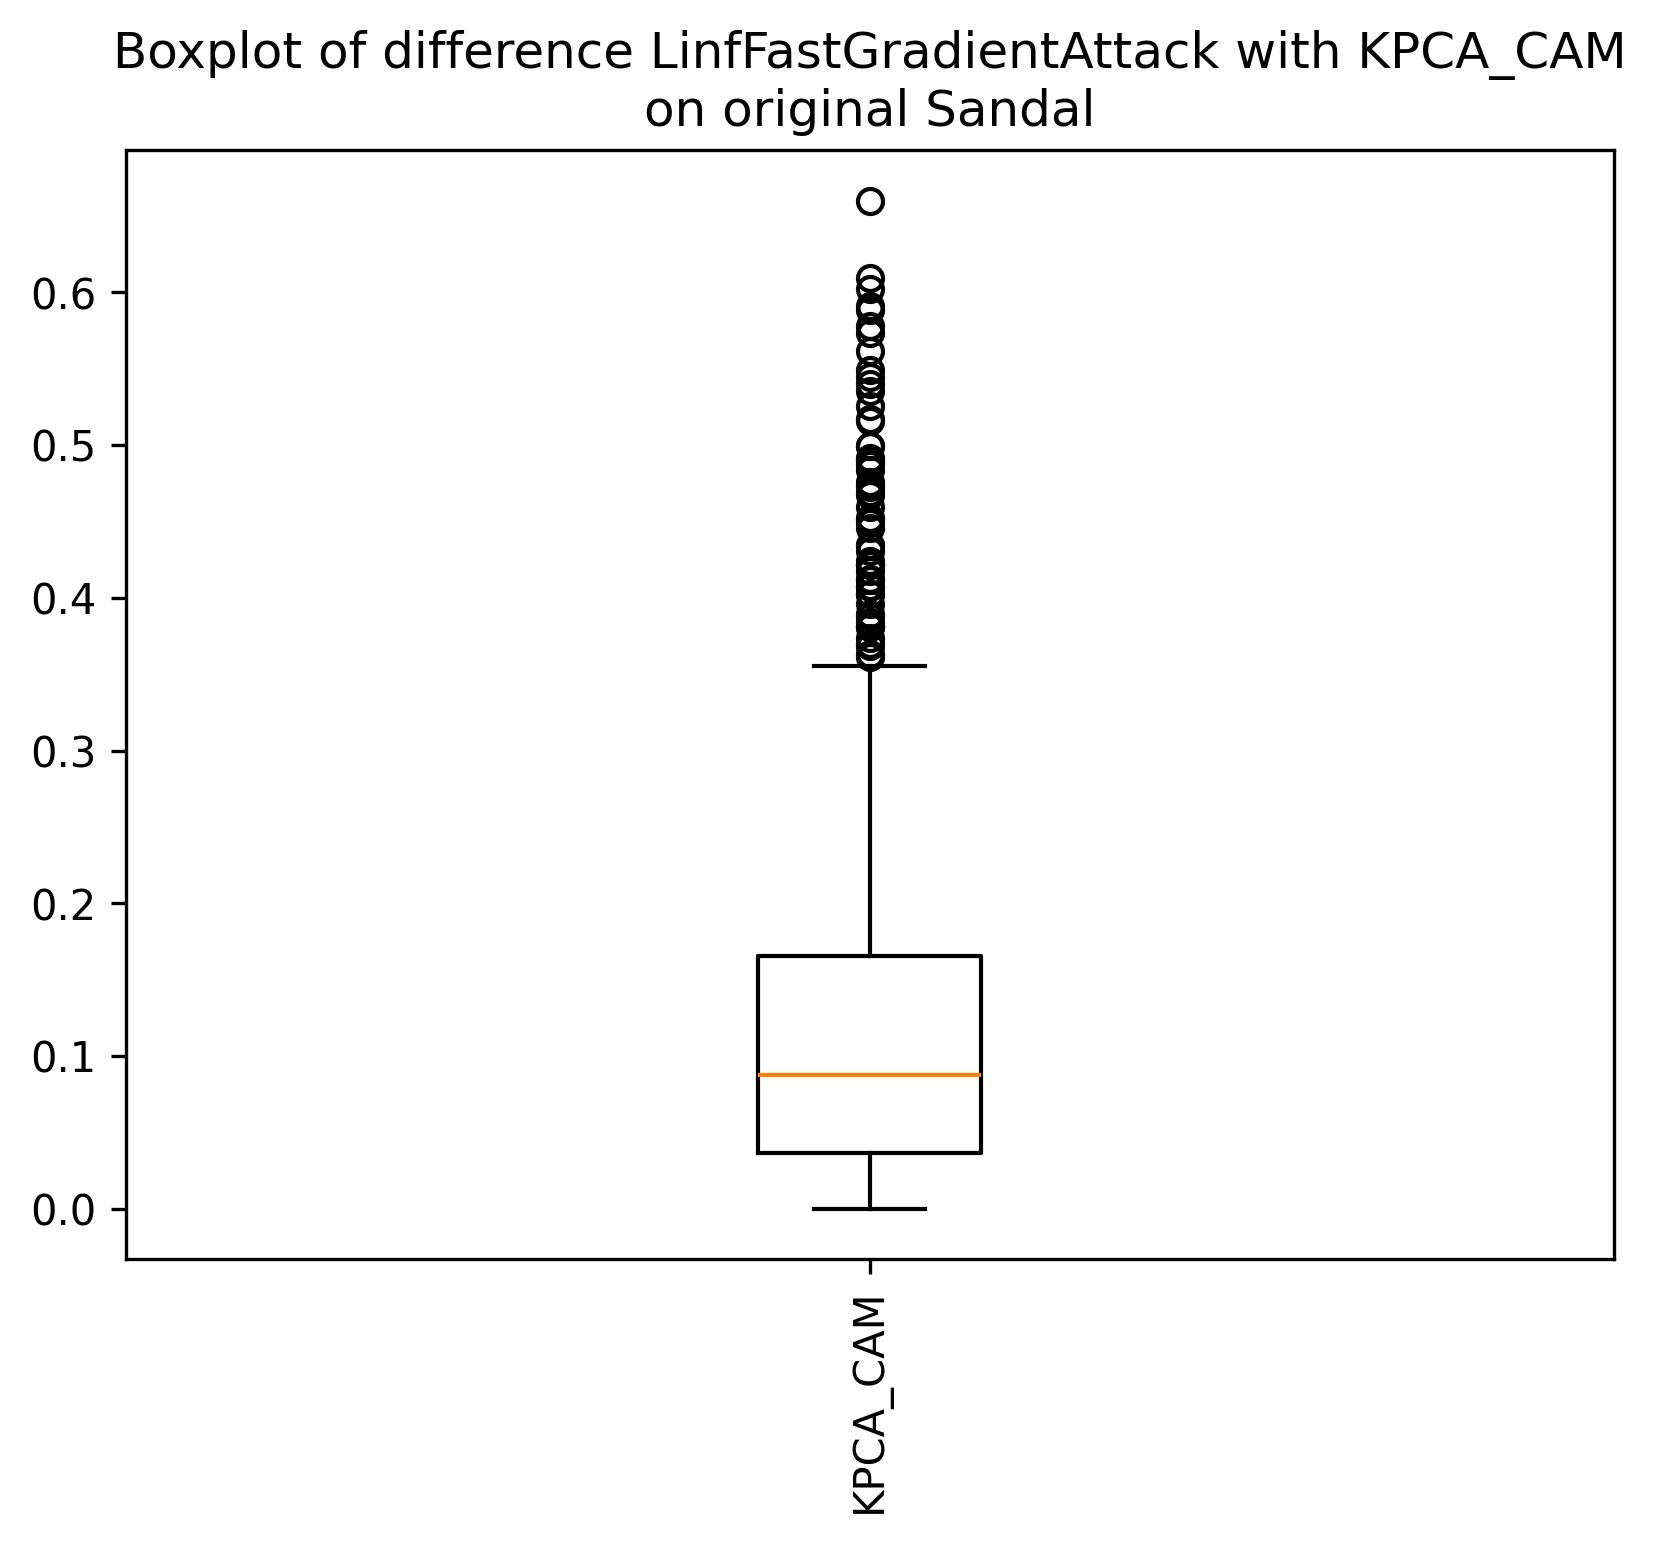 Boxplot of difference LinfFastGradientAttack with KPCA_CAM
on original Sandal
0.6
0.5
0.4
0.3
0.2
0.1
0.0
KPCA_CAM